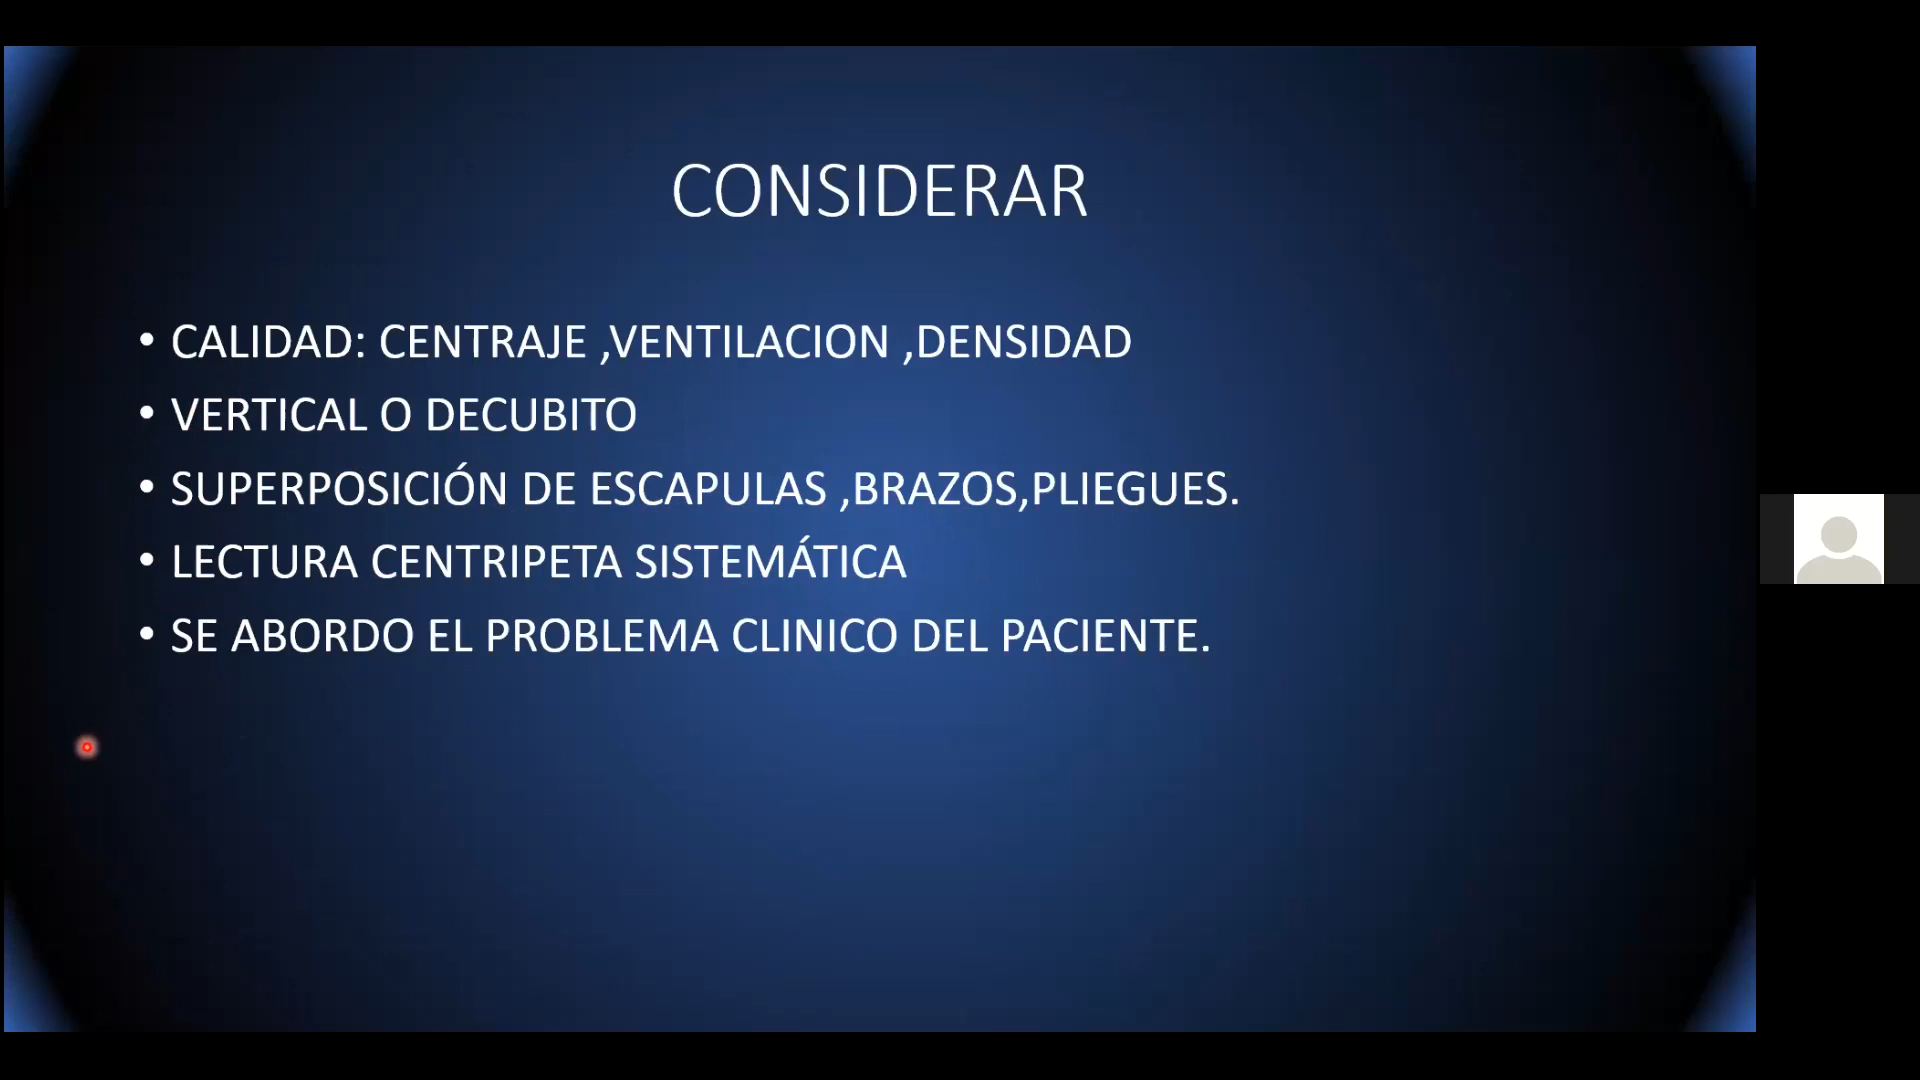 CONSIDERAR
• CALIDAD: CENTRAJE ,VENTILACION ,DENSIDAD
• VERTICAL O DECUBITO
• SUPERPOSICIÓN DE ESCAPULAS ,BRAZOS,PLIEGUES.
• LECTURA CENTRIPETA SISTEMÁTICA
• SE ABORDO EL PROBLEMA CLINICO DEL PACIENTE.